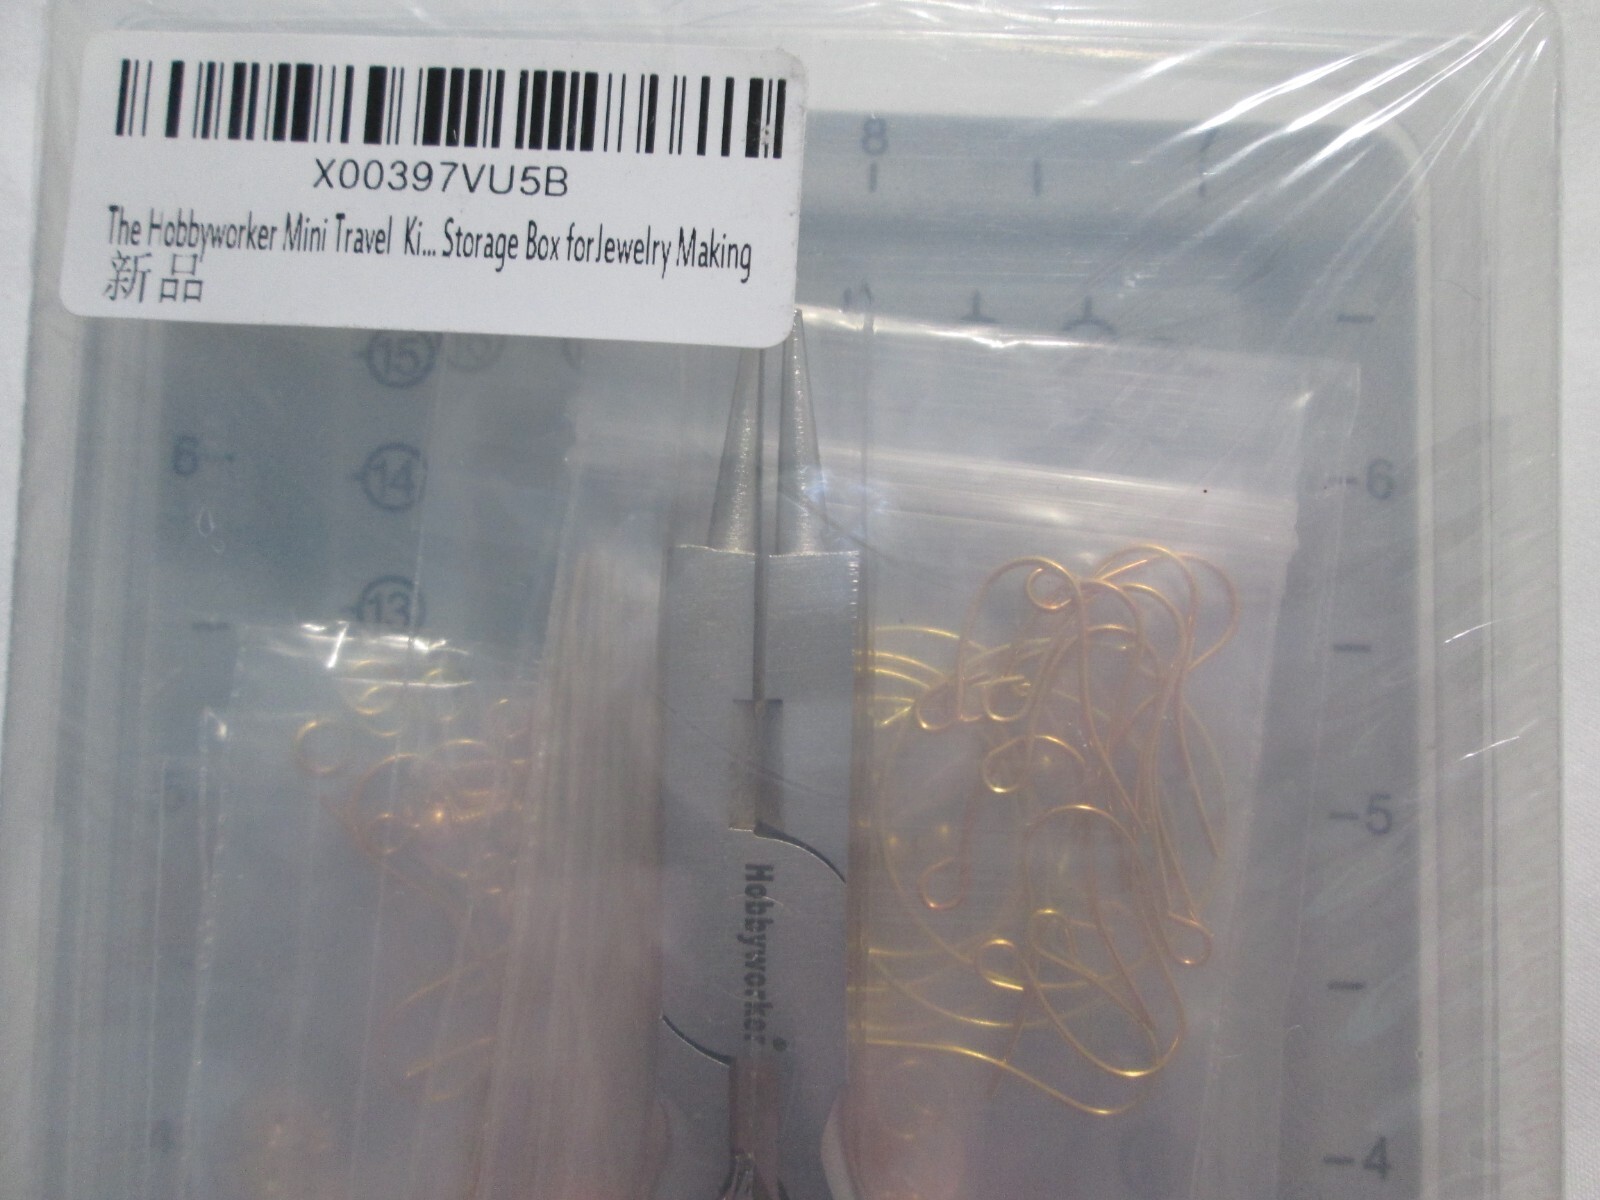 X00397VU5B
The Hobbyworker Mini Travel Ki... Storage Box forJewelry Making
新品
8
7
15
6
14
6
13
5
Hobbyworker
4